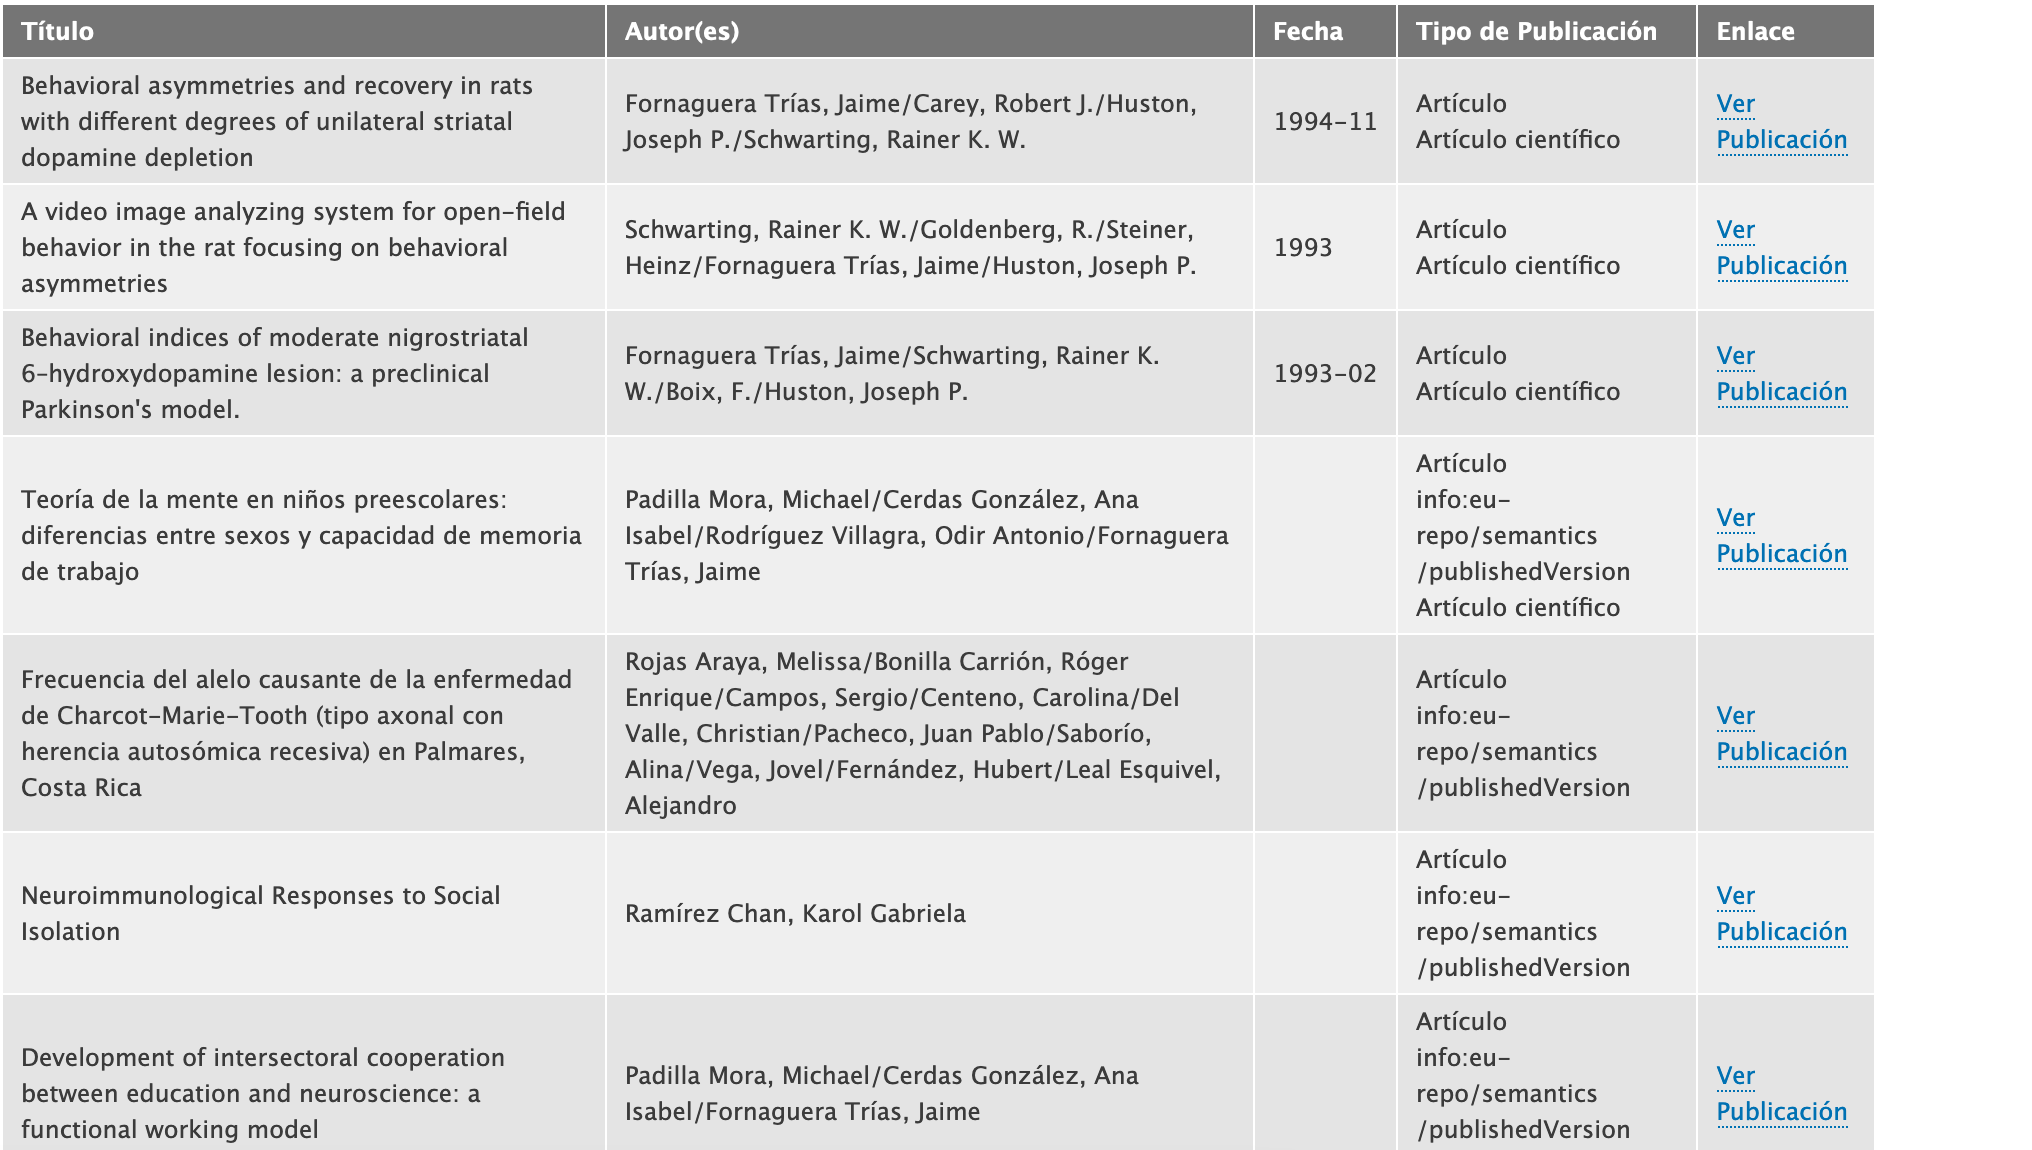 Título
Autor(es)
Fecha
Tipo de Publicación
Enlace
Behavioral asymmetries and recovery in rats
with different degrees of unilateral striatal
dopamine depletion
Fornaguera Trías, Jaime/Carey, Robert J./Huston,
Joseph P./Schwarting, Rainer K. W.
1994-11
Artículo
Artículo científico
Ver
Publicación
A video image analyzing system for open-field
behavior in the rat focusing on behavioral
asymmetries
Schwarting, Rainer K. W./Goldenberg, R./Steiner,
Heinz/Fornaguera Trías, Jaime/Huston, Joseph P.
1993
Artículo
Artículo científico
Ver
Publicación
Behavioral indices of moderate nigrostriatal
6-hydroxydopamine lesion: a preclinical
Parkinson's model.
Fornaguera Trías, Jaime/Schwarting, Rainer K.
W./Boix, F./Huston, Joseph P.
1993-02
Artículo
Artículo científico
Ver
Publicación
Teoría de la mente en niños preescolares:
diferencias entre sexos y capacidad de memoria
de trabajo
Padilla Mora, Michael/Cerdas González, Ana
Isabel/Rodríguez Villagra, Odir Antonio/Fornaguera
Trías, Jaime
Artículo
info:eu-
repo/semantics
/publishedVersion
Artículo científico
Ver
Publicación
Frecuencia del alelo causante de la enfermedad
de Charcot-Marie-Tooth (tipo axonal con
herencia autosómica recesiva) en Palmares,
Costa Rica
Rojas Araya, Melissa/Bonilla Carrión, Róger
Enrique/Campos, Sergio/Centeno, Carolina/Del
Valle, Christian/Pacheco, Juan Pablo/Saborío,
Alina/Vega, Jovel/Fernández, Hubert/Leal Esquivel,
Alejandro
Artículo
info:eu-
repo/semantics
/publishedVersion
Ver
Publicación
Neuroimmunological Responses to Social
Isolation
Ramírez Chan, Karol Gabriela
Artículo
info:eu-
repo/semantics
/publishedVersion
Ver
Publicación
Development of intersectoral cooperation
between education and neuroscience: a
functional working model
Padilla Mora, Michael/Cerdas González, Ana
Isabel/Fornaguera Trías, Jaime
Artículo
info:eu-
repo/semantics
/publishedVersion
Ver
Publicación